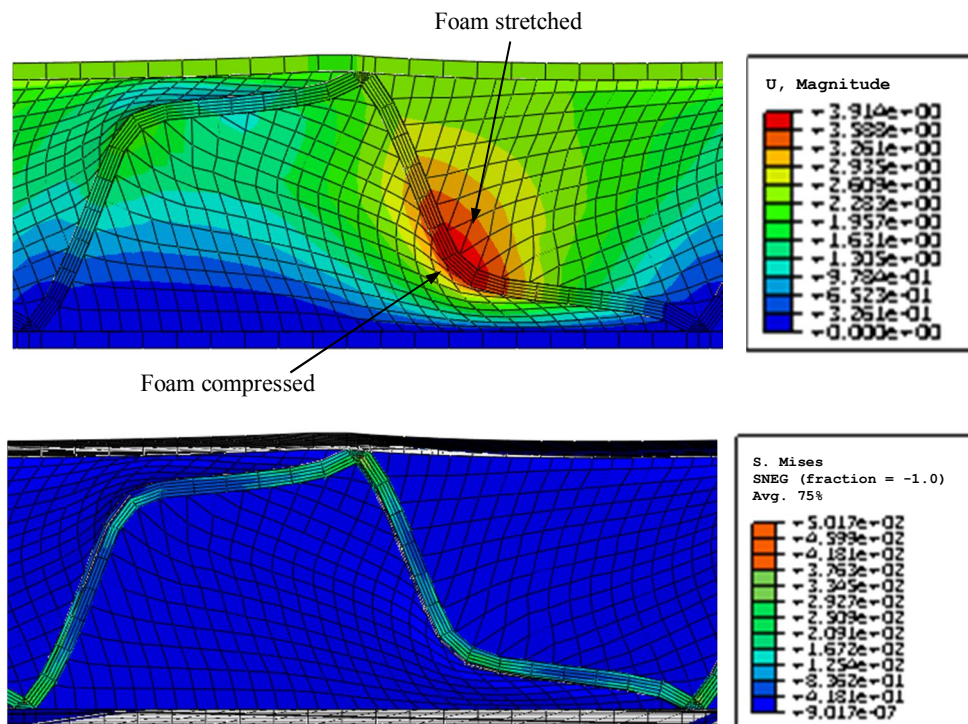 Foam stretched
U, Magnitude
+3.914e+00
+3.588e+00
+3.261e+00
+2.935e+00
+2.609e+00
+2.283e+00
+1.957e+00
+1.631e+00
+1.305e+00
+9.784e-01
+6.523e-01
+3.261e-01
+0.000e+00
Foam compressed
S. Mises
SNEG (fraction = -1.0)
Avg. 75%
+5.017e+02
+4.599e+02
+4.181e+02
+3.763e+02
+3.345e+02
+2.927e+02
+2.509e+02
+2.091e+02
+1.672e+02
+1.254e+02
+8.362e+01
+4.181e+01
+9.017e-07